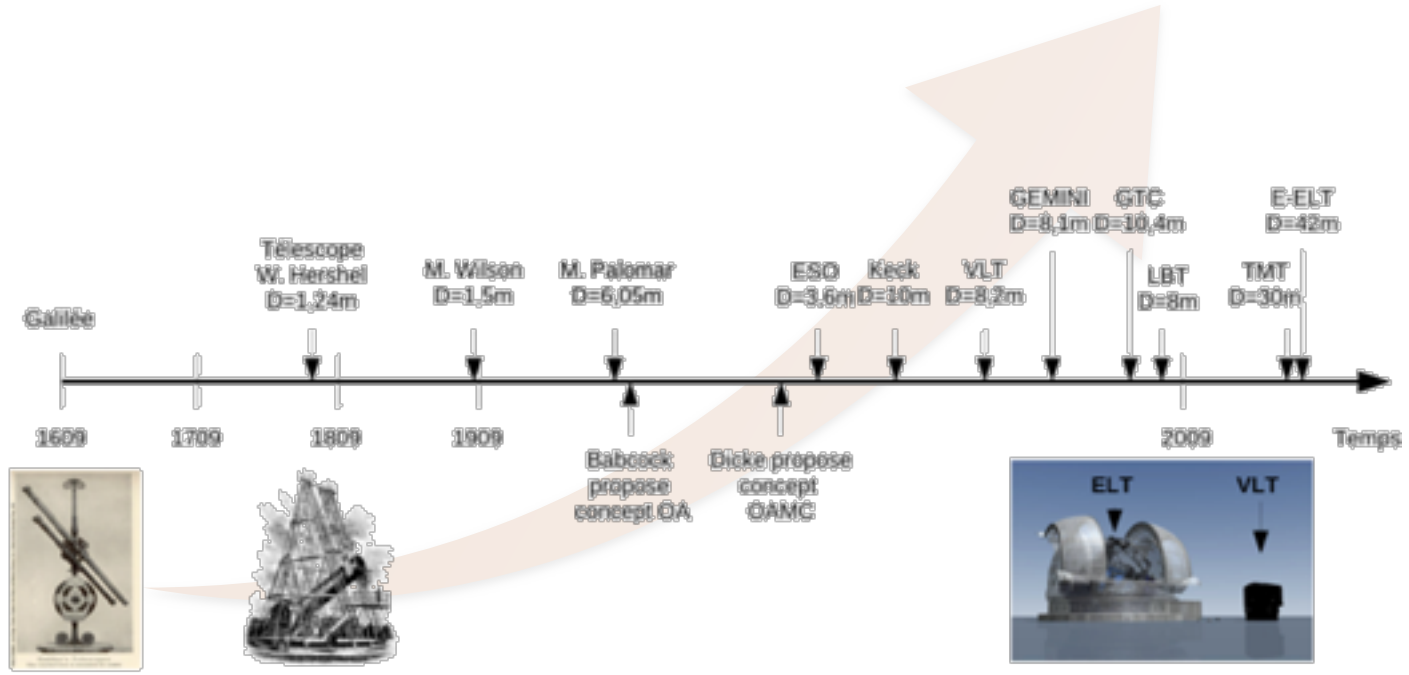 GEMINI GTC E-ELT
D=8,1m D=10,4m D=42m
Télescope
W. Hershel
D=1,24m
M. Wilson
D=1,5m
M. Palomar
D=6,05m
ESO
D=3,6m
Keck
D=10m
VLT
D=8,2m
LBT
D=8m
TMT
D=30m
Galilée
1609 1709 1809 1909 2009 Temps
Babcock
propose
concept OA
Dicke propose
concept
OAMC
ELT VLT